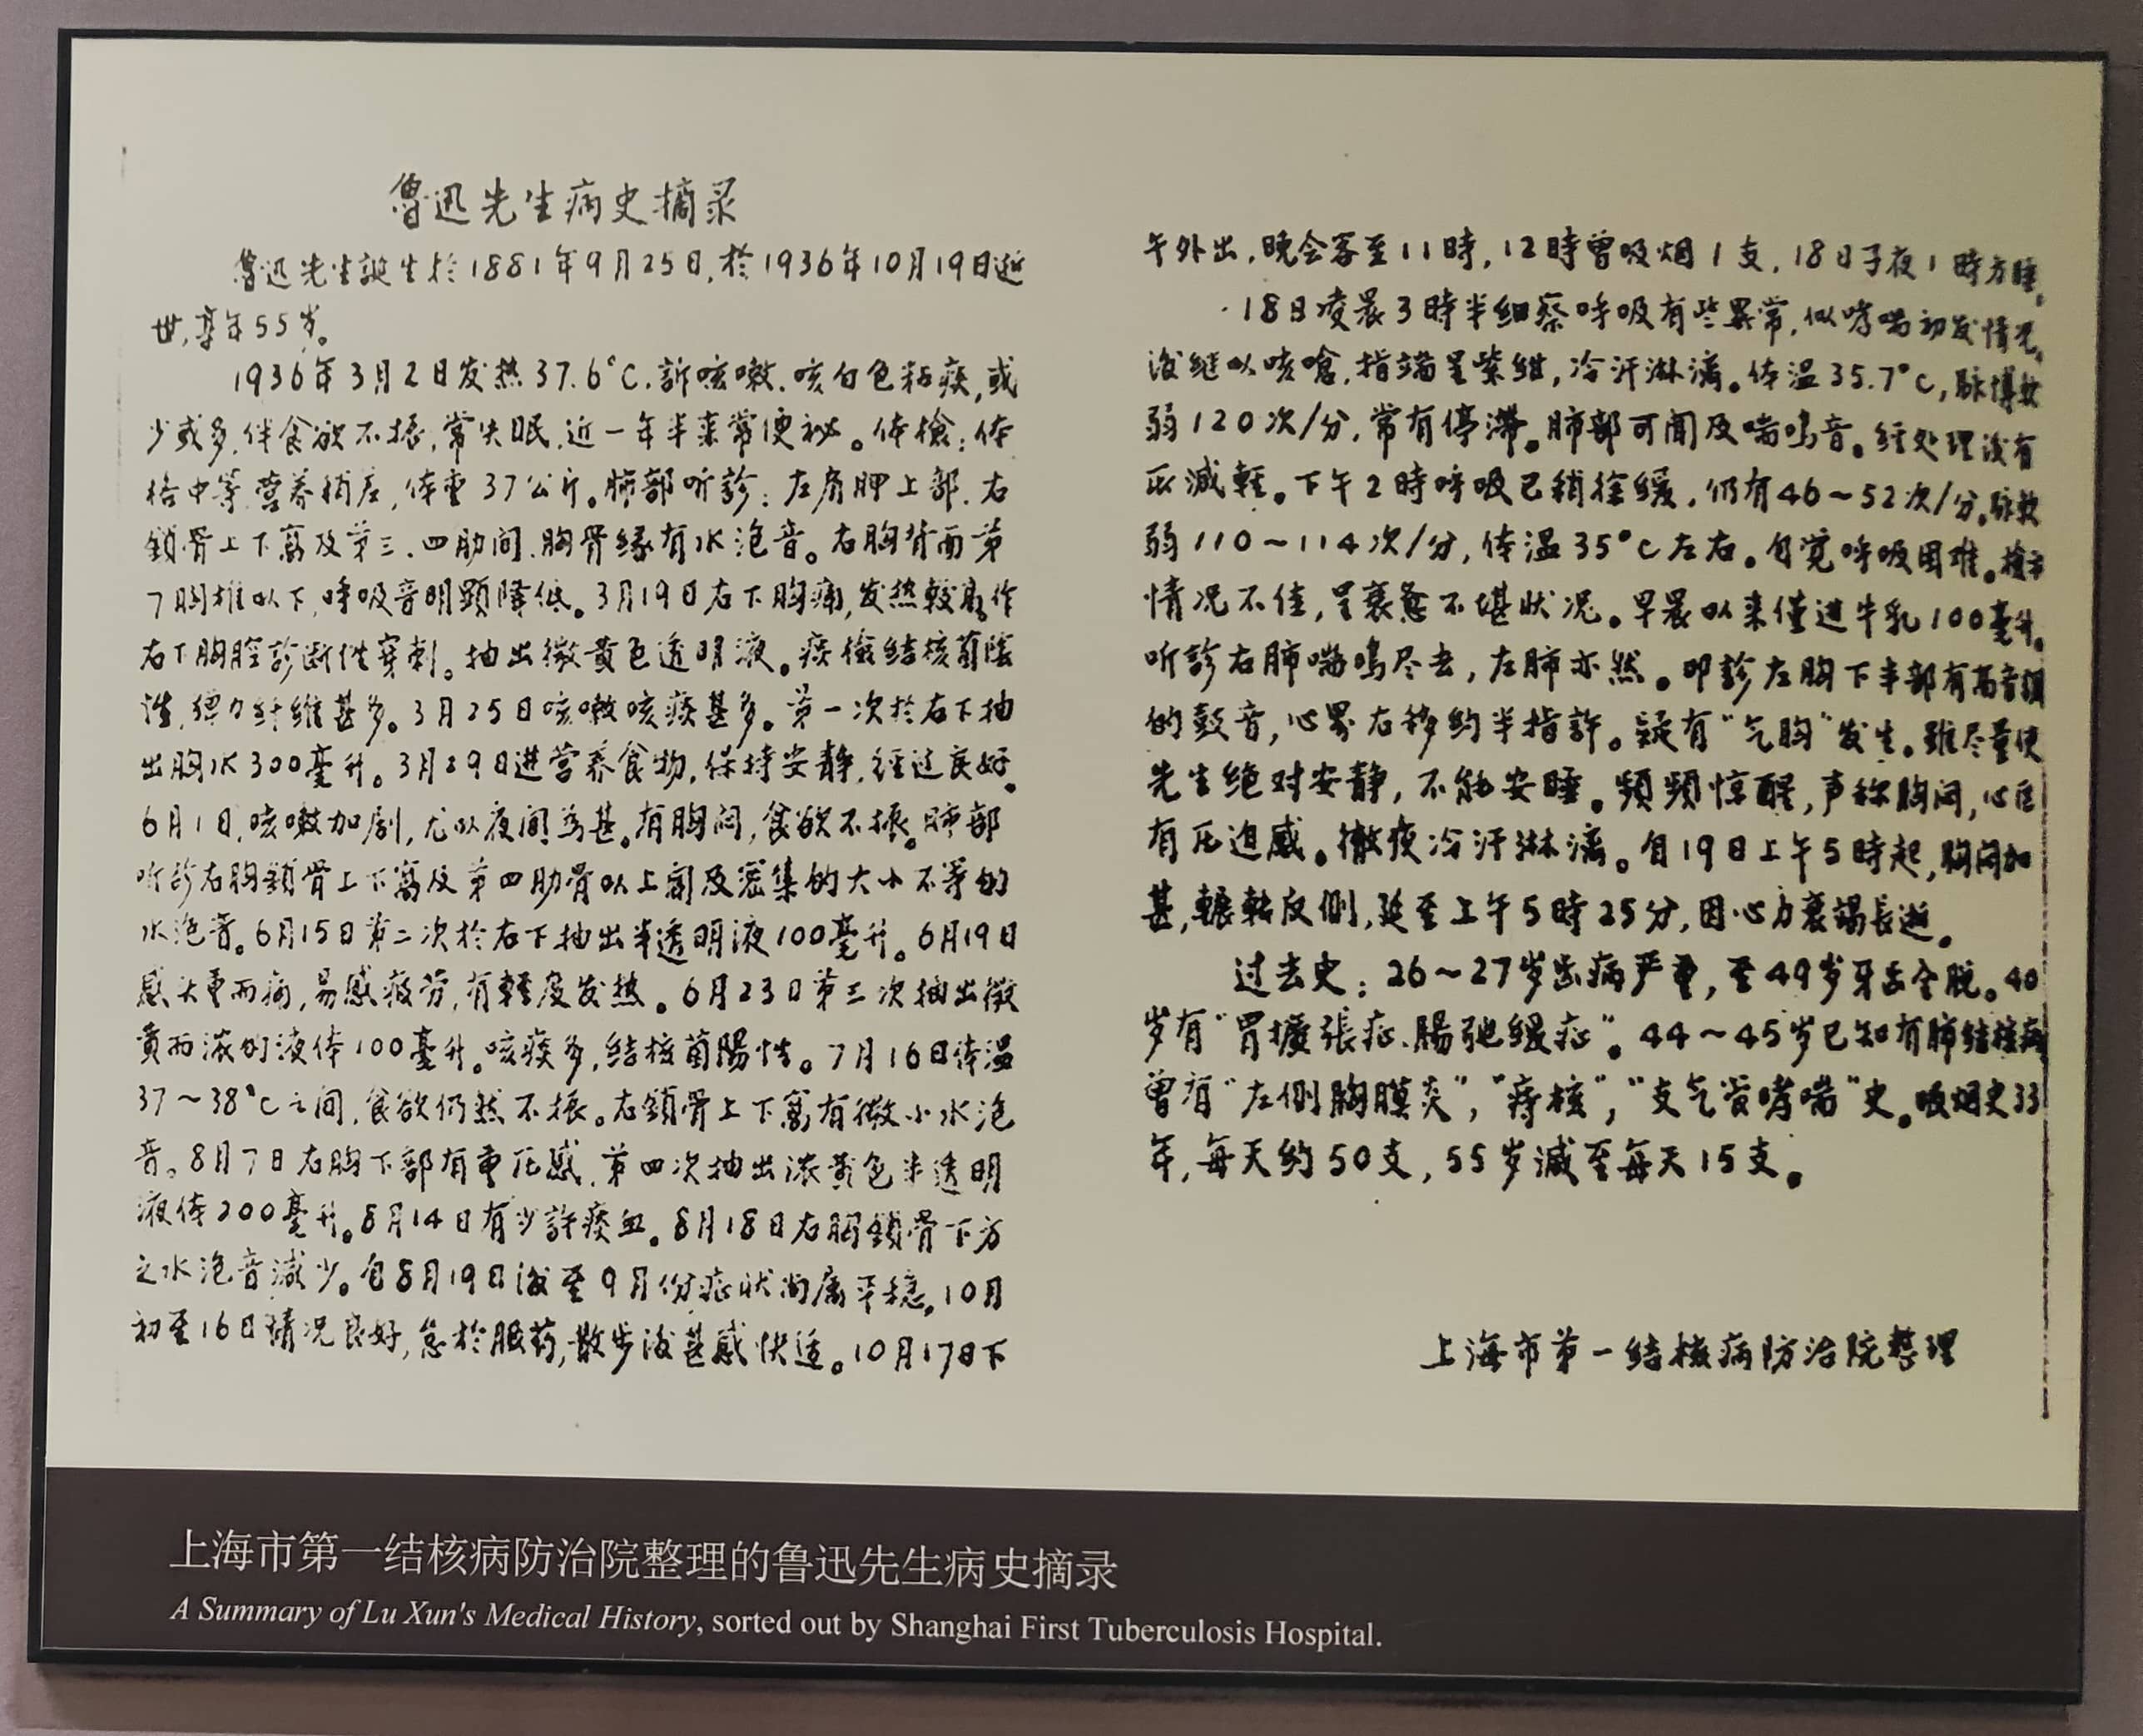 魯迅先生病史摘录
魯迅先生誕生於1881年9月25日,於1936年10月19日逝
世,享年55岁。
1936年3月2日发热37.6°C.訴咳嗽.咳白色粘痰,或
少或多.伴食欲不振,常失眠.近一年半来常便祕。体檢:体
格中等.营养稍差,体重37公斤。肺部听診:左肩胛上部.右
鎖骨上下窩及第三.四肋间.胸骨缘有水泡音。右胸背面第
7胸椎以下,呼吸音明顕降低。3月19日右下胸痛,发热較高.作
右下胸腔診断性穿刺。抽出微黄色透明液。痰檢结核菌陰
性,弹力纤维甚多。3月25日咳嗽咳痰甚多。第一次於右下抽
出胸水300毫升。3月29日进营养食物,保持安静.经过良好。
6月1日,咳嗽加剧,尤以夜间為甚。有胸闷,食欲不振。肺部
听診右胸鎖骨上下窩及第四肋骨以上闻及密集的大小不等的
水泡音。6月15日第二次於右下抽出半透明液100毫升。6月19日
感头重而痛,易感疲劳,有輕度发热。6月23日第三次抽出微
黄而浓的液体100毫升。咳痰多,结核菌陽性。7月16日体温
37~38°C之间,食欲仍然不振。右鎖骨上下窩有微小水泡
音。8月7日右胸下部有重压感.第四次抽出浓黄色半透明
液体200毫升。8月14日有少許痰血。8月18日右胸鎖骨下方
之水泡音減少。自8月19日後至9月份症状尚属平稳。10月
初至16日情况良好,怠於服药,散步後甚感快适。10月17日下
午外出,晚会客至11時,12時曾吸烟1支,18日子夜1時方睡。
18日凌晨3時半细察呼吸有些異常,似哮喘初发情况,
後继以咳嗆,指端呈紫绀,冷汗淋漓。体温35.7°C,脉博軟
弱120次/分,常有停滯。肺部可闻及喘鳴音。经处理後有
所減輕。下午2時呼吸已稍徐缓,仍有46~52次/分,脉軟
弱110~114次/分,体温35°C左右。自觉呼吸困难。
情况不佳,呈衰憊不堪状况。早晨以来僅进牛乳100毫升。
听診右肺喘鳴尽去,左肺亦然。叩診左胸下半部有高音調
的鼓音,心界右移約半指許。疑有“气胸”发生。雖尽量使
先生绝对安静,不能安睡。頻頻惊醒,声称胸闷,心区
有压迫感。徹夜冷汗淋漓。自19日上午5時起,胸闷加
甚,輾転反側,延至上午5時25分,因心力衰竭長逝。
过去史:26~27岁齿病严重,至49岁牙齿全脱。40
岁有“胃擴張症.腸弛缓症”。44~45岁已知有肺结核病
曾有“左側胸膜炎”,“痔核”,“支气管哮喘”史。吸烟史33
年,每天約50支,55岁減至每天15支。
上海市第一结核病防治院整理
上海市第一结核病防治院整理的鲁迅先生病史摘录
A Summary of Lu Xun's Medical History, sorted out by Shanghai First Tuberculosis Hospital.